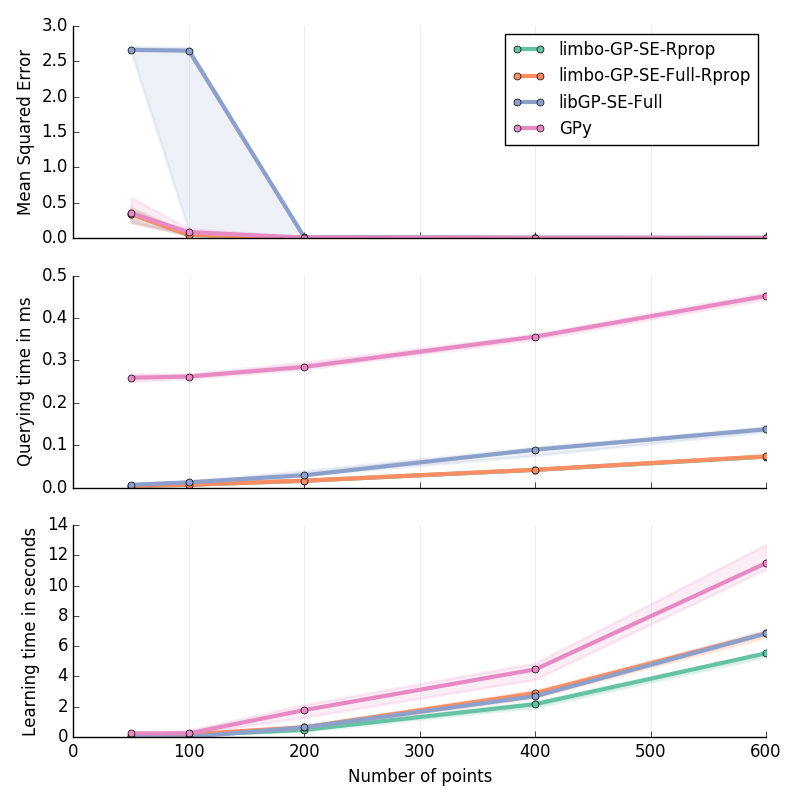 3.0
2.5
2.0
1.5
1.0
0.5
0.0
Mean Squared Error
limbo-GP-SE-Rprop
limbo-GP-SE-Full-Rprop
libGP-SE-Full
GPy
0.5
0.4
0.3
0.2
0.1
0.0
Querying time in ms
14
12
10
8
6
4
2
0
Learning time in seconds
0 100 200 300 400 500 600
Number of points